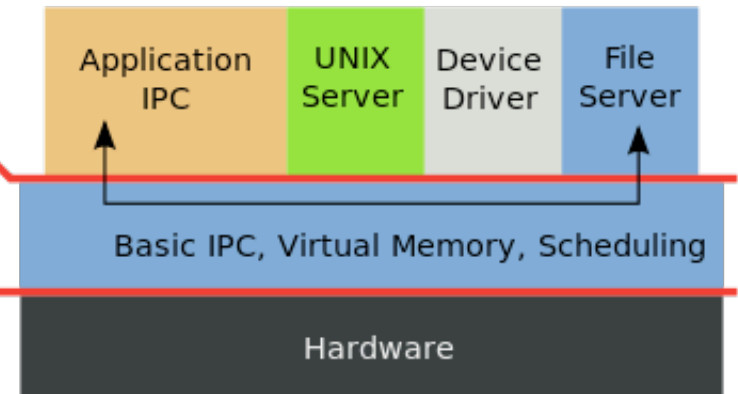 Application
IPC
UNIX
Server
Device
Driver
File
Server
Basic IPC, Virtual Memory, Scheduling
Hardware